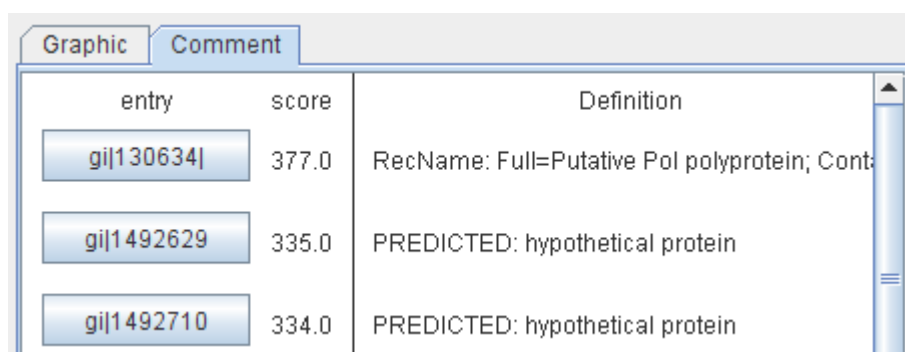 Graphic Comment
entry score Definition
gi|130634| 377.0 RecName: Full=Putative Pol polyprotein; Conta
gi|1492629 335.0 PREDICTED: hypothetical protein
gi|1492710 334.0 PREDICTED: hypothetical protein